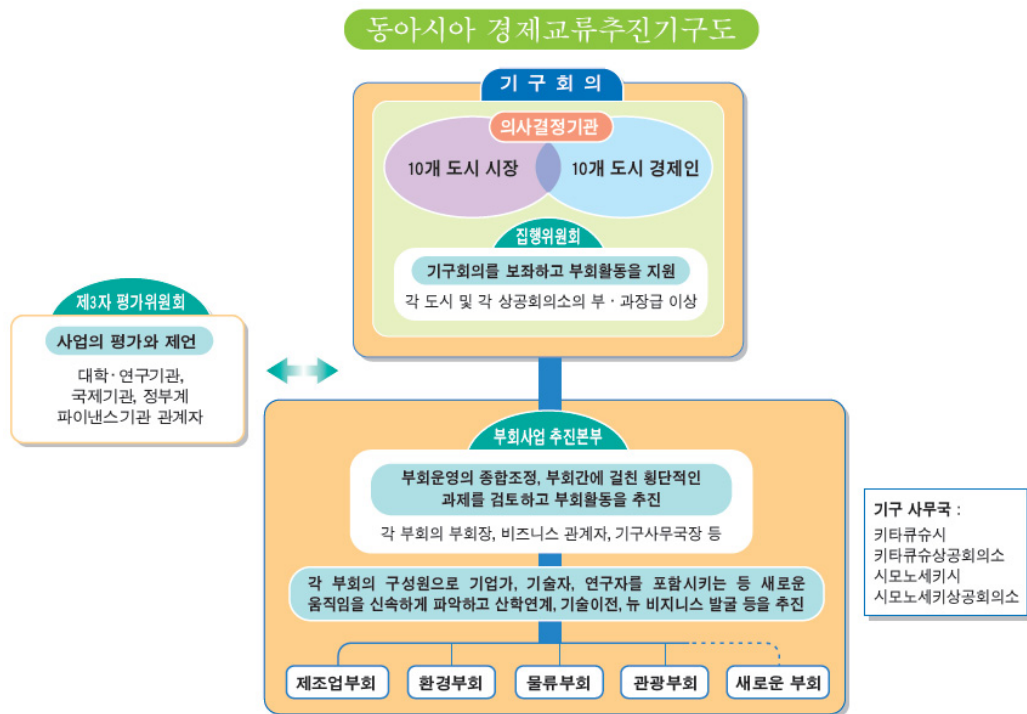 동아시아 경제교류추진기구도
기 구 회 의
의사결정기관
10개 도시 시장
10개 도시 경제인
집행위원회
기구회의를 보좌하고 부회활동을 지원
각 도시 및 각 상공회의소의 부 · 과장급 이상
제3자 평가위원회
사업의 평가와 제언
대학 · 연구기관,
국제기관, 정부계
파이낸스기관 관계자
부회사업 추진본부
부회운영의 종합조정, 부회간에 걸친 횡단적인
과제를 검토하고 부회활동을 추진
각 부회의 부회장, 비즈니스 관계자, 기구사무국장 등
각 부회의 구성원으로 기업가, 기술자, 연구자를 포함시키는 등 새로운
움직임을 신속하게 파악하고 산학연계, 기술이전, 뉴 비지니스 발굴 등을 추진
제조업부회
환경부회
물류부회
관광부회
새로운 부회
기구 사무국 :
키타큐슈시
키타큐슈상공회의소
시모노세키시
시모노세키상공회의소